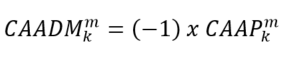 $CAADM_k^m = (-1) \; x \; CAAP_k^m$